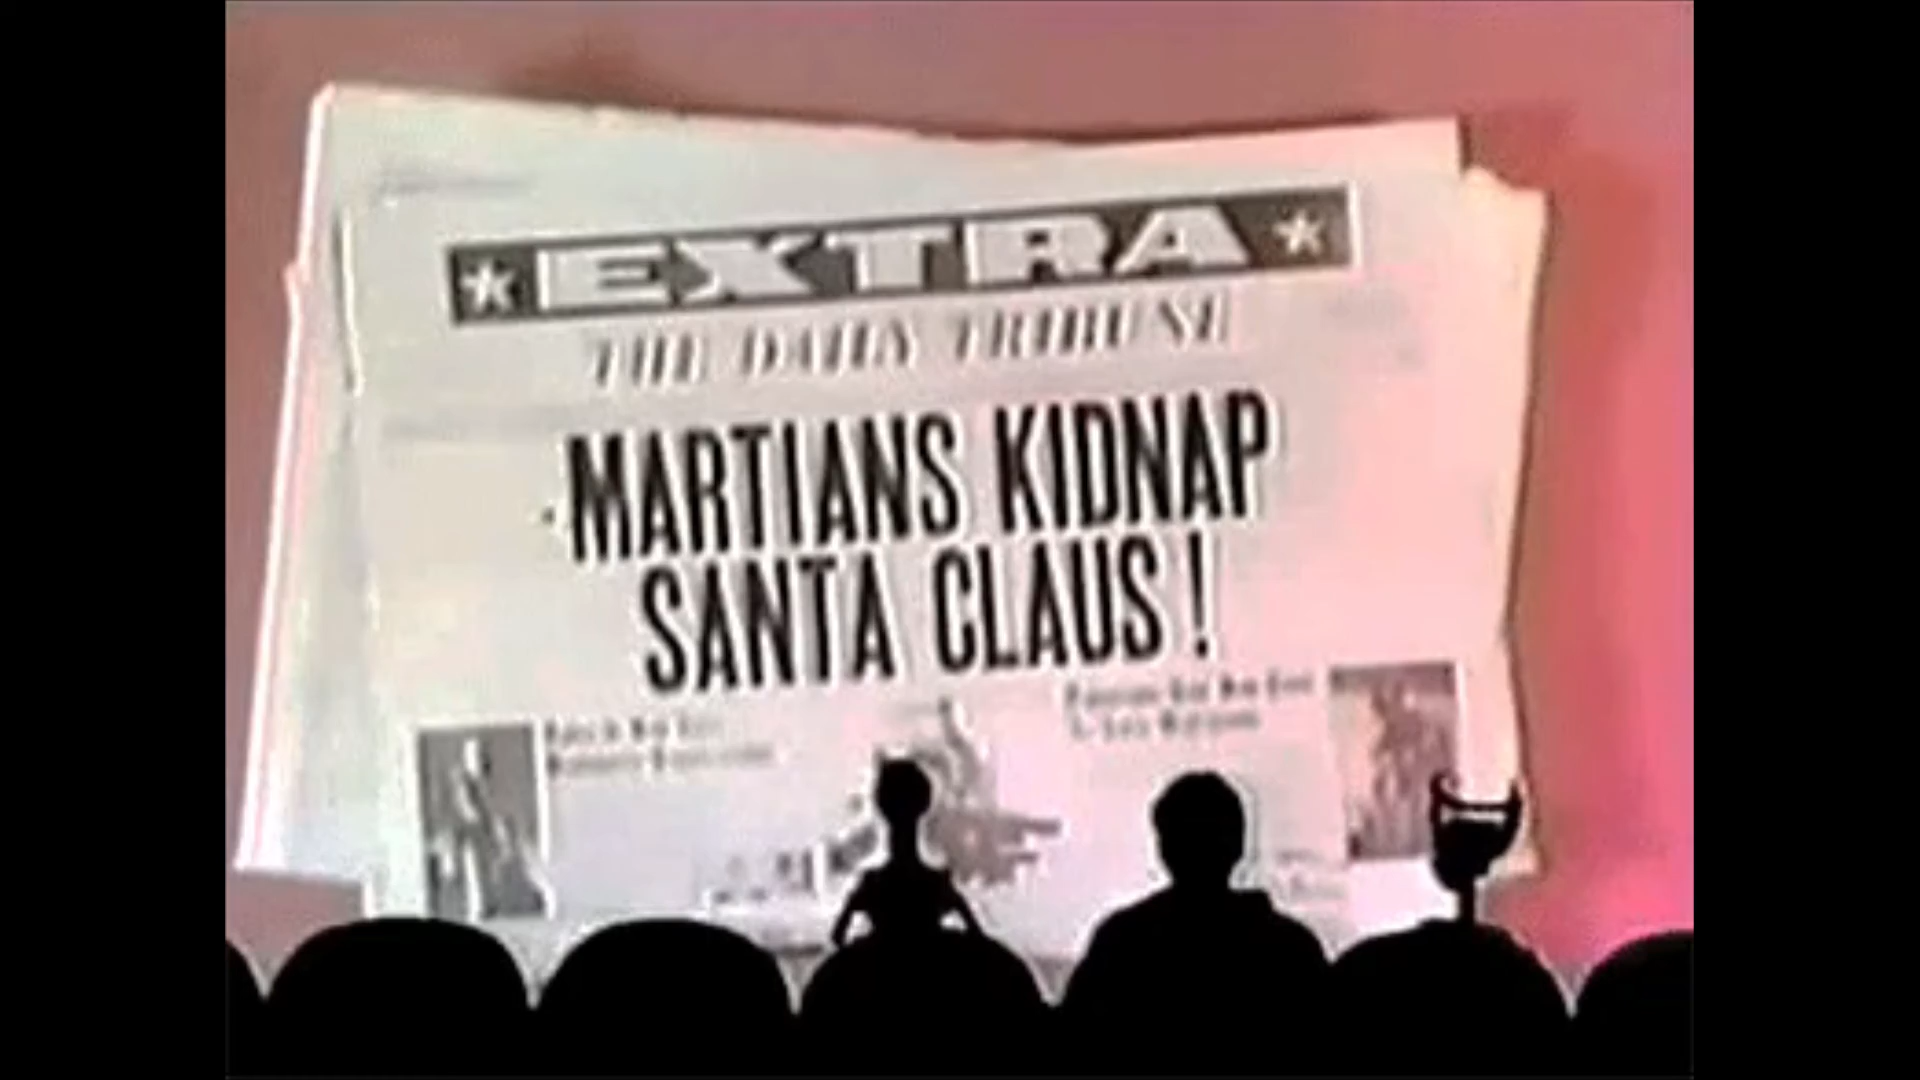 ★ EXTRA ★
THE DAILY TRIBUNE
MARTIANS KIDNAP
SANTA CLAUS!